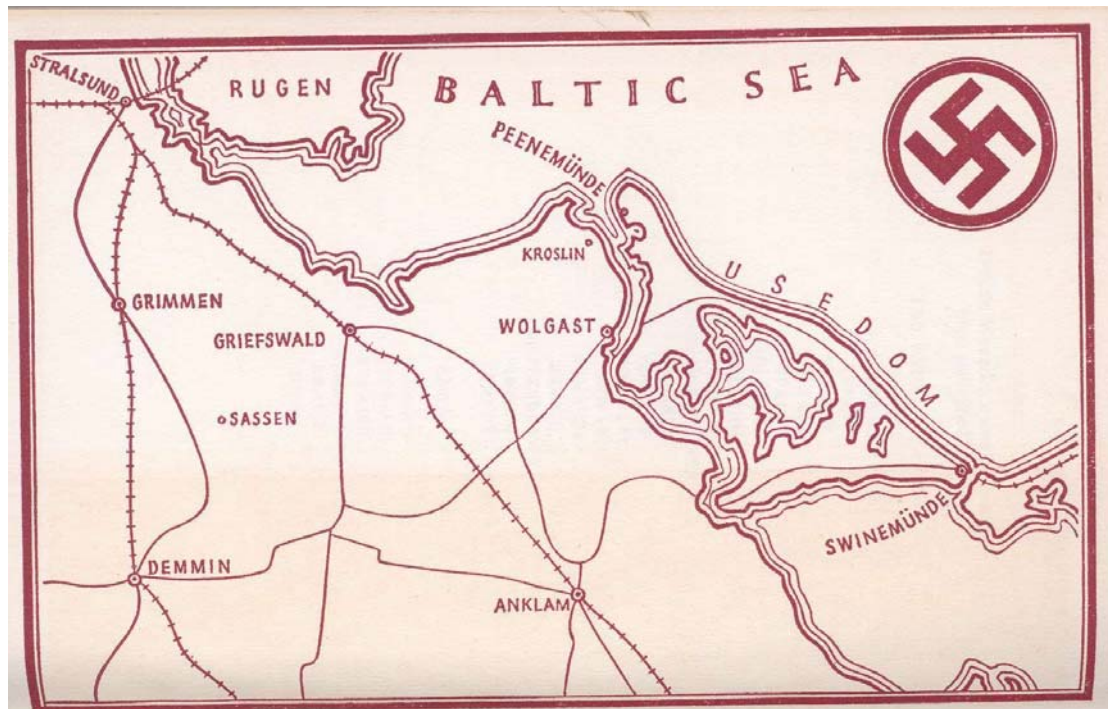 STRALSUND
RUGEN
BALTIC SEA
PEENEMÜNDE
KROSLIN
USEDOM
GRIMMEN
GRIEFSWALD
WOLGAST
SASSEN
SWINEMÜNDE
DEMMIN
ANKLAM